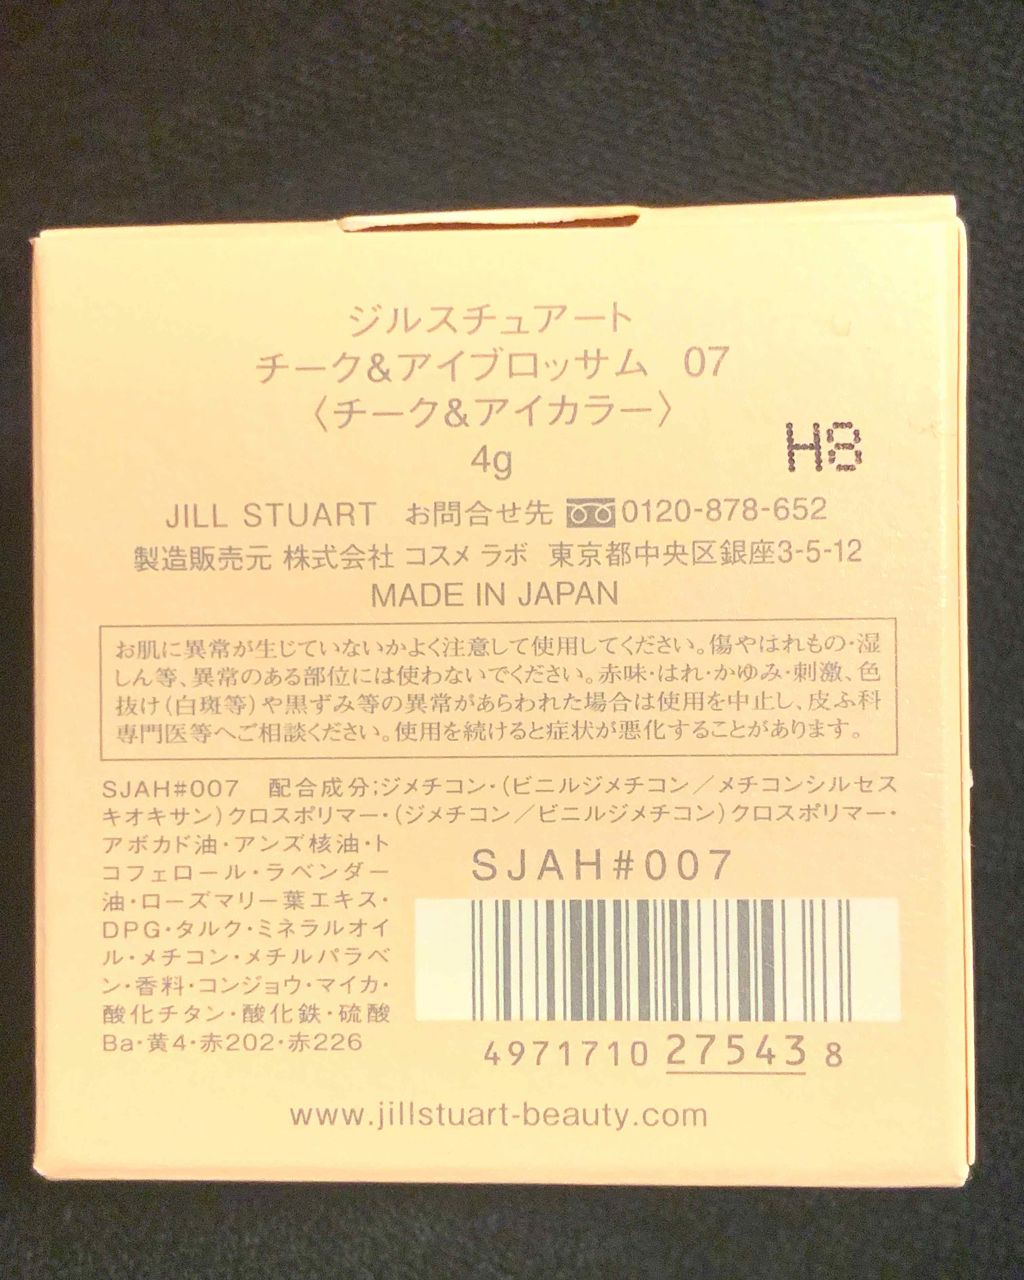 ジルスチュアート
チーク&アイブロッサム 07
〈チーク&アイカラー〉
4g
H8
JILL STUART お問合せ先 0120-878-652
製造販売元 株式会社 コスメ ラボ 東京都中央区銀座3-5-12
MADE IN JAPAN
お肌に異常が生じていないかよく注意して使用してください。傷やはれもの・湿
しん等、異常のある部位には使わないでください。赤味・はれ・かゆみ・刺激、色
抜け(白斑等)や黒ずみ等の異常があらわれた場合は使用を中止し、皮ふ科
専門医等へご相談ください。使用を続けると症状が悪化することがあります。
SJAH#007 配合成分;ジメチコン・(ビニルジメチコン/メチコンシルセス
キオキサン)クロスポリマー・(ジメチコン/ビニルジメチコン)クロスポリマー・
アボカド油・アンズ核油・ト
コフェロール・ラベンダー
油・ローズマリー葉エキス・
DPG・タルク・ミネラルオイ
ル・メチコン・メチルパラベ
ン・香料・コンジョウ・マイカ・
酸化チタン・酸化鉄・硫酸
Ba・黄4・赤202・赤226
SJAH#007
4971710 27543 8
www.jillstuart-beauty.com